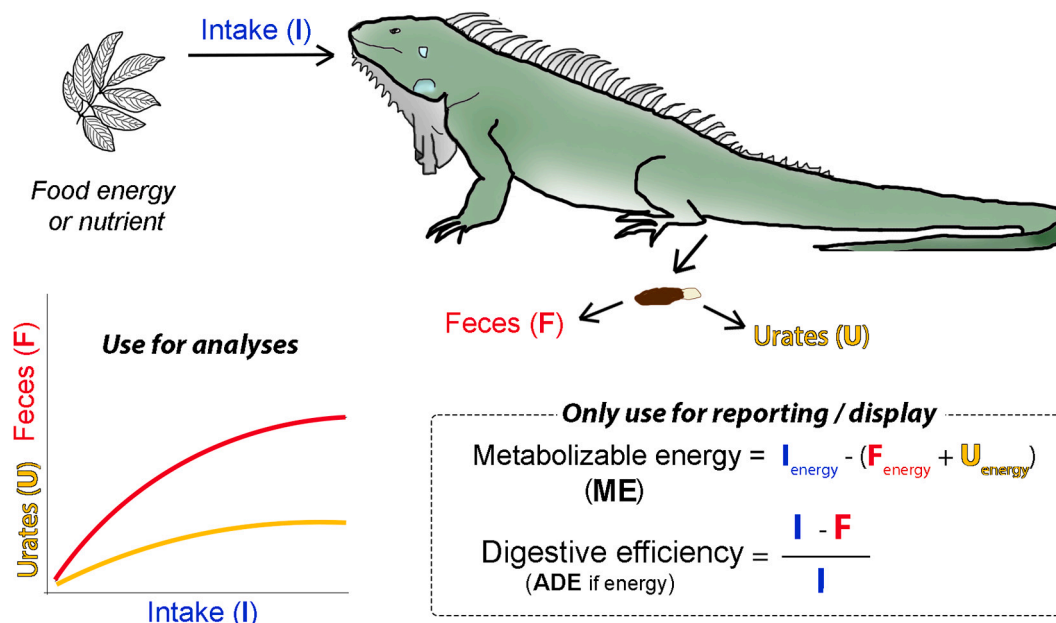 Intake (I)
Food energy
or nutrient
Feces (F)
Urates (U)
Use for analyses
Feces (F)
Urates (U)
Intake (I)
Only use for reporting / display
Metabolizable energy = I energy - (F energy + U energy)
(ME)
Digestive efficiency = I - F
(ADE if energy)
I